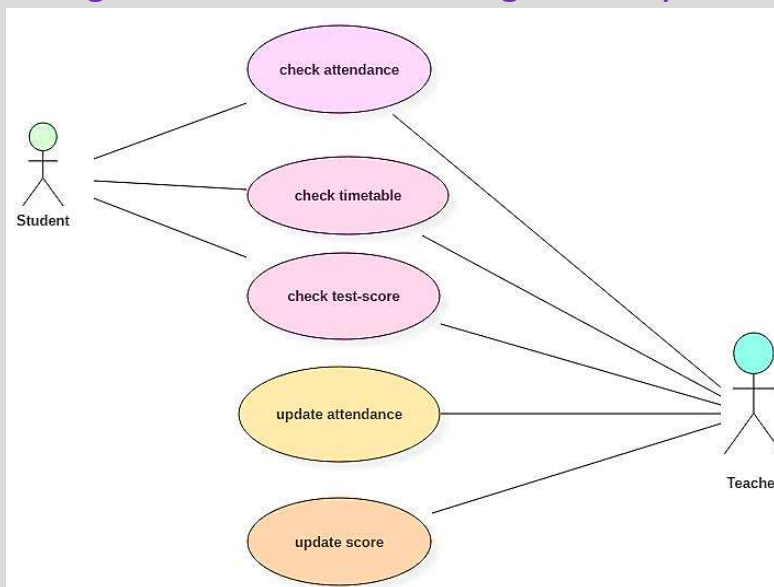 check attendance
check timetable
Student
check test-score
update attendance
Teache
update score